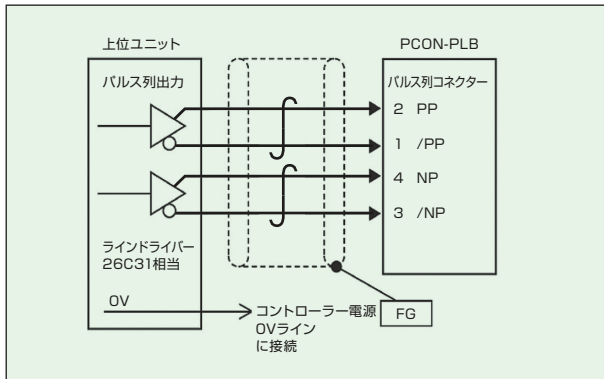 上位ユニット
PCON-PLB
パルス列出力
パルス列コネクター
2 PP
1 /PP
4 NP
3 /NP
ラインドライバー
26C31相当
0V
コントローラー電源
0Vライン
に接続
FG